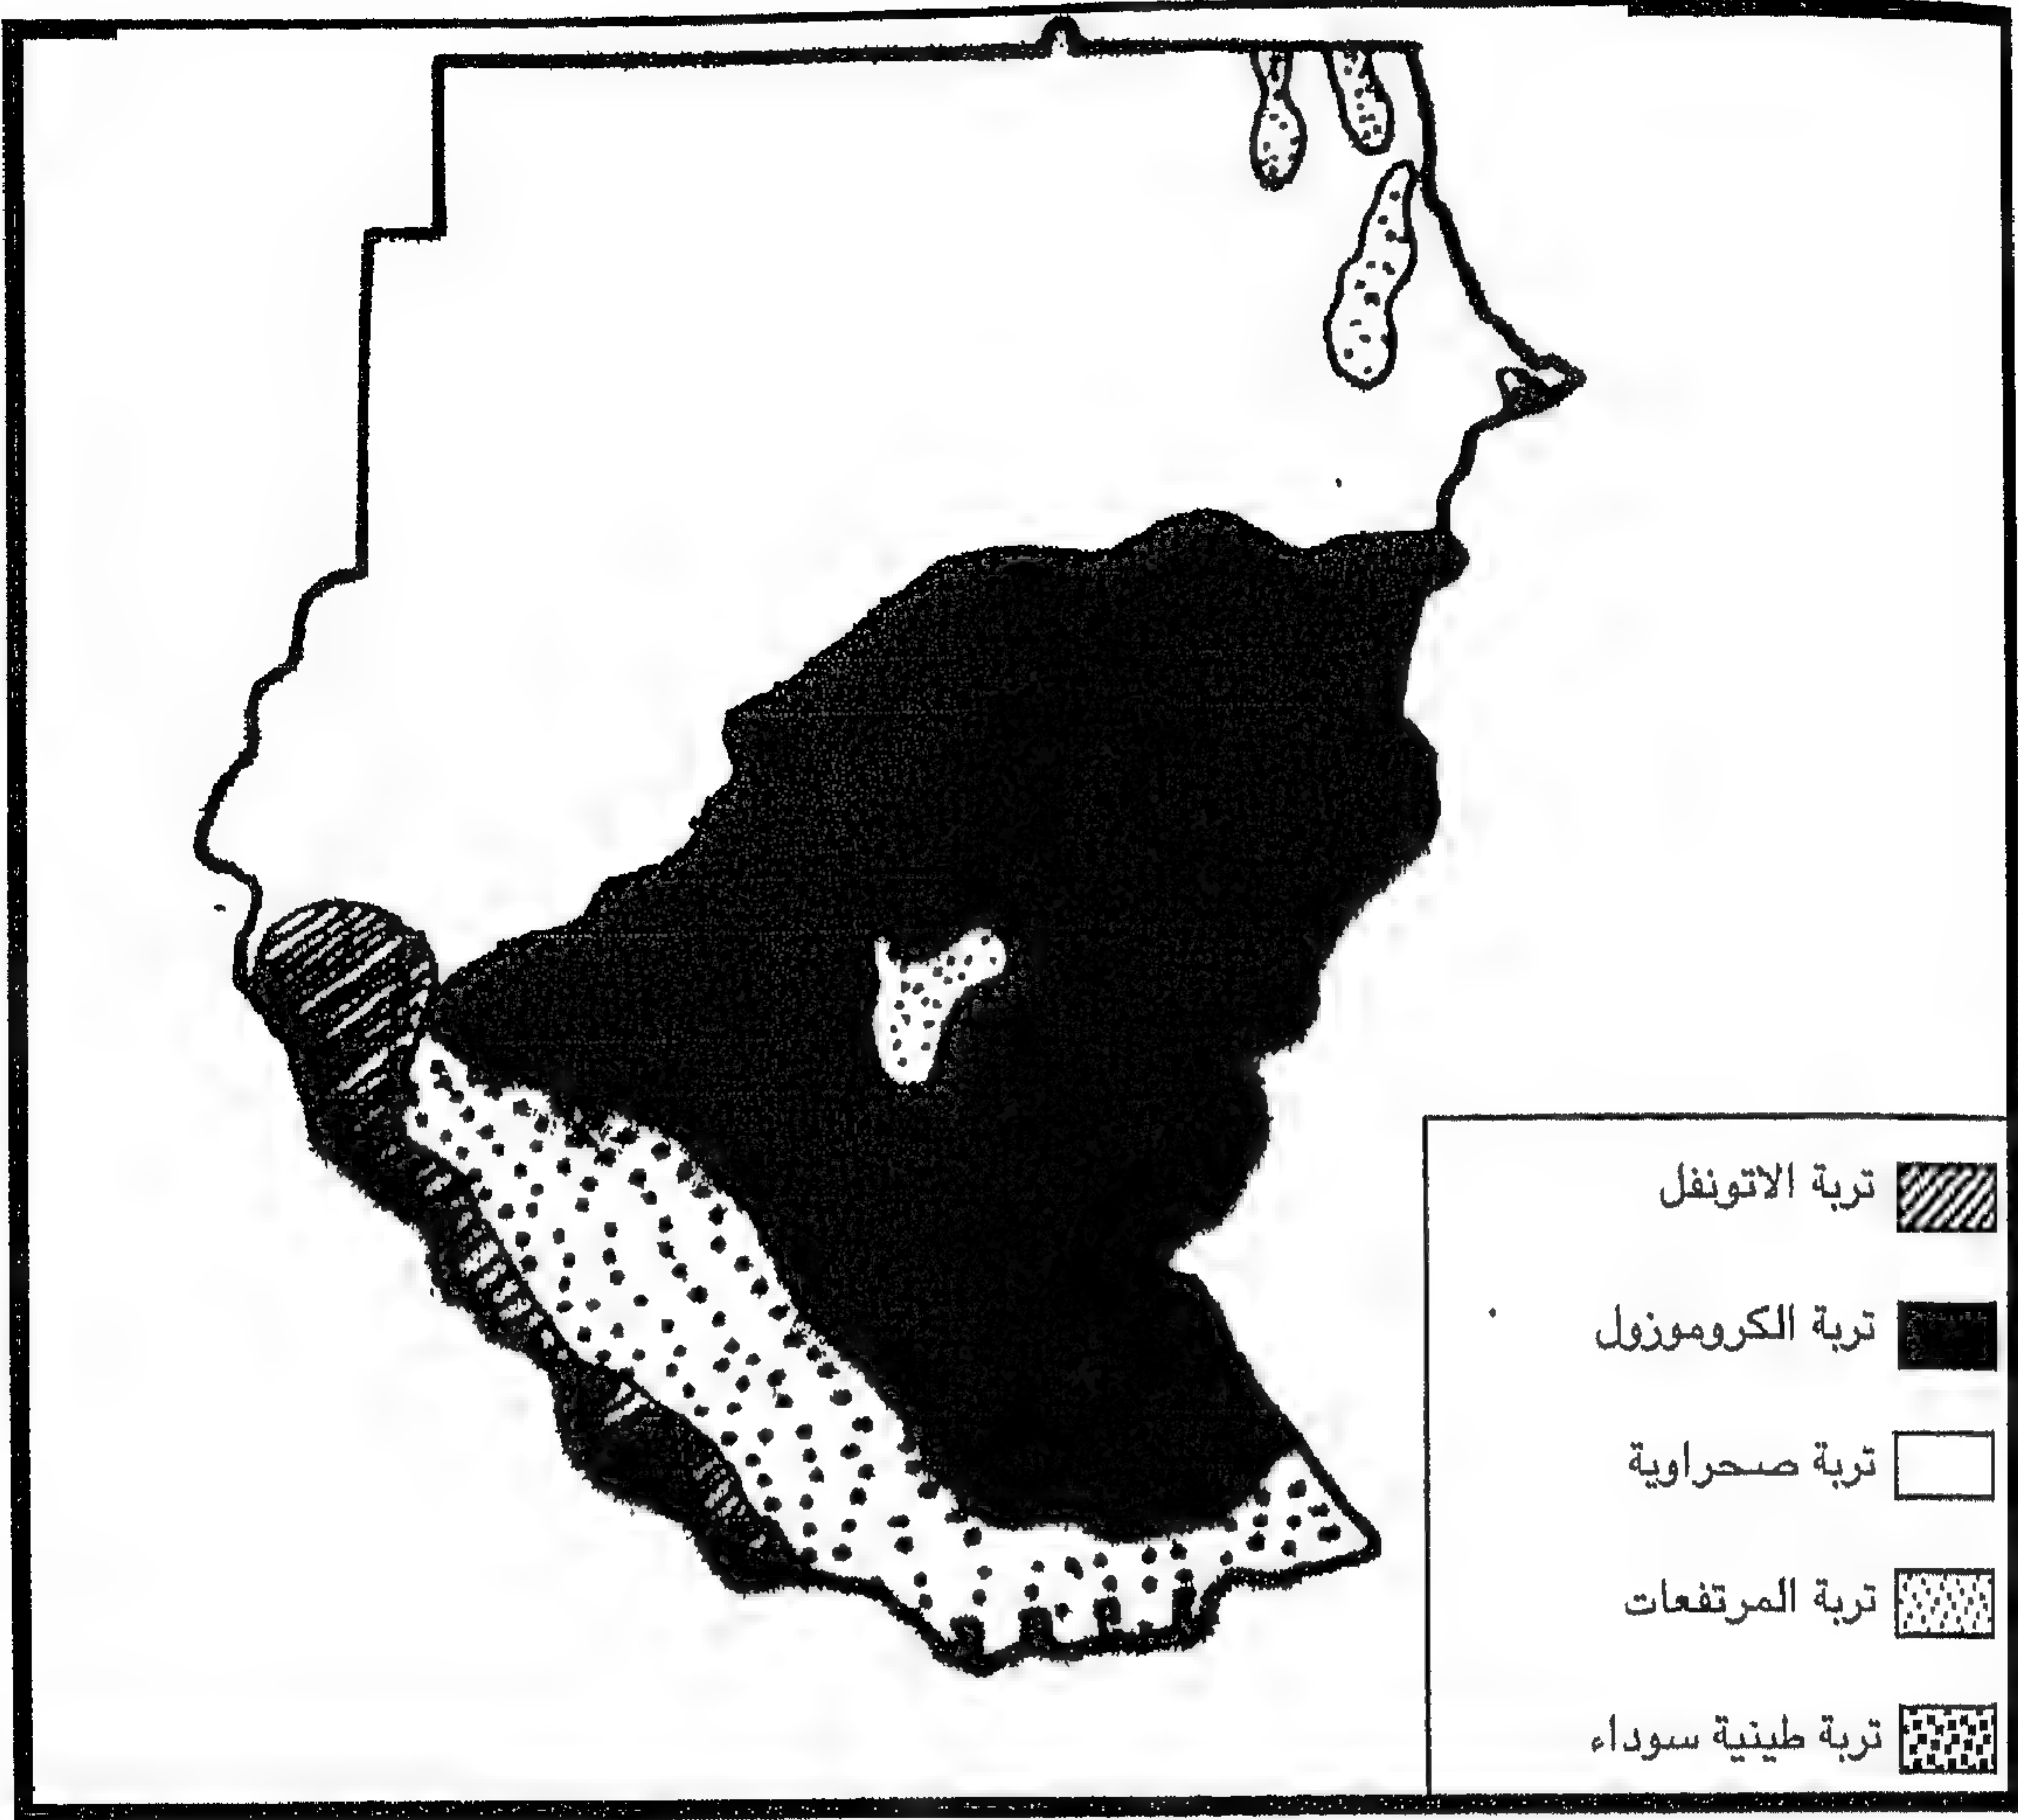 تربة الاتونفل
تربة الكروموزول
تربة صحراوية
تربة المرتفعات
تربة طينية سوداء